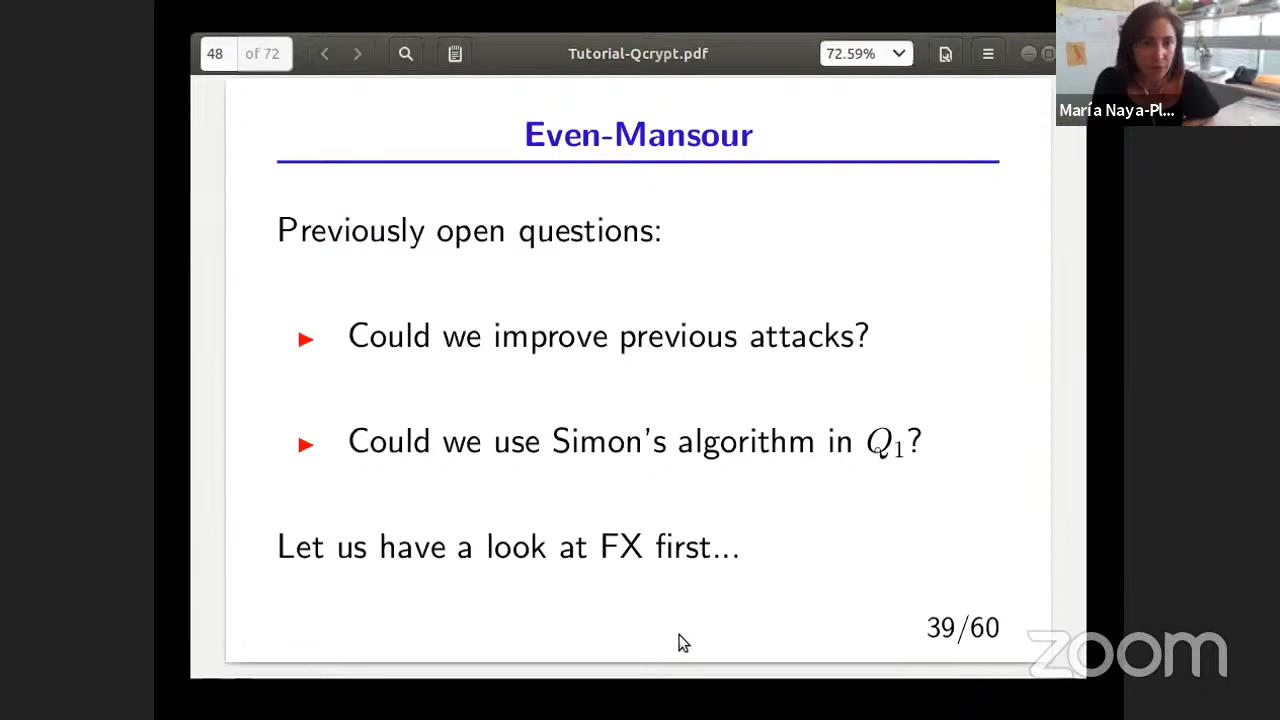 48 of 72
Tutorial-Qcrypt.pdf
72.59%
María Naya-Pl...
Even-Mansour
Previously open questions:
► Could we improve previous attacks?
► Could we use Simon's algorithm in Q₁?
Let us have a look at FX first...
39/60
zoom